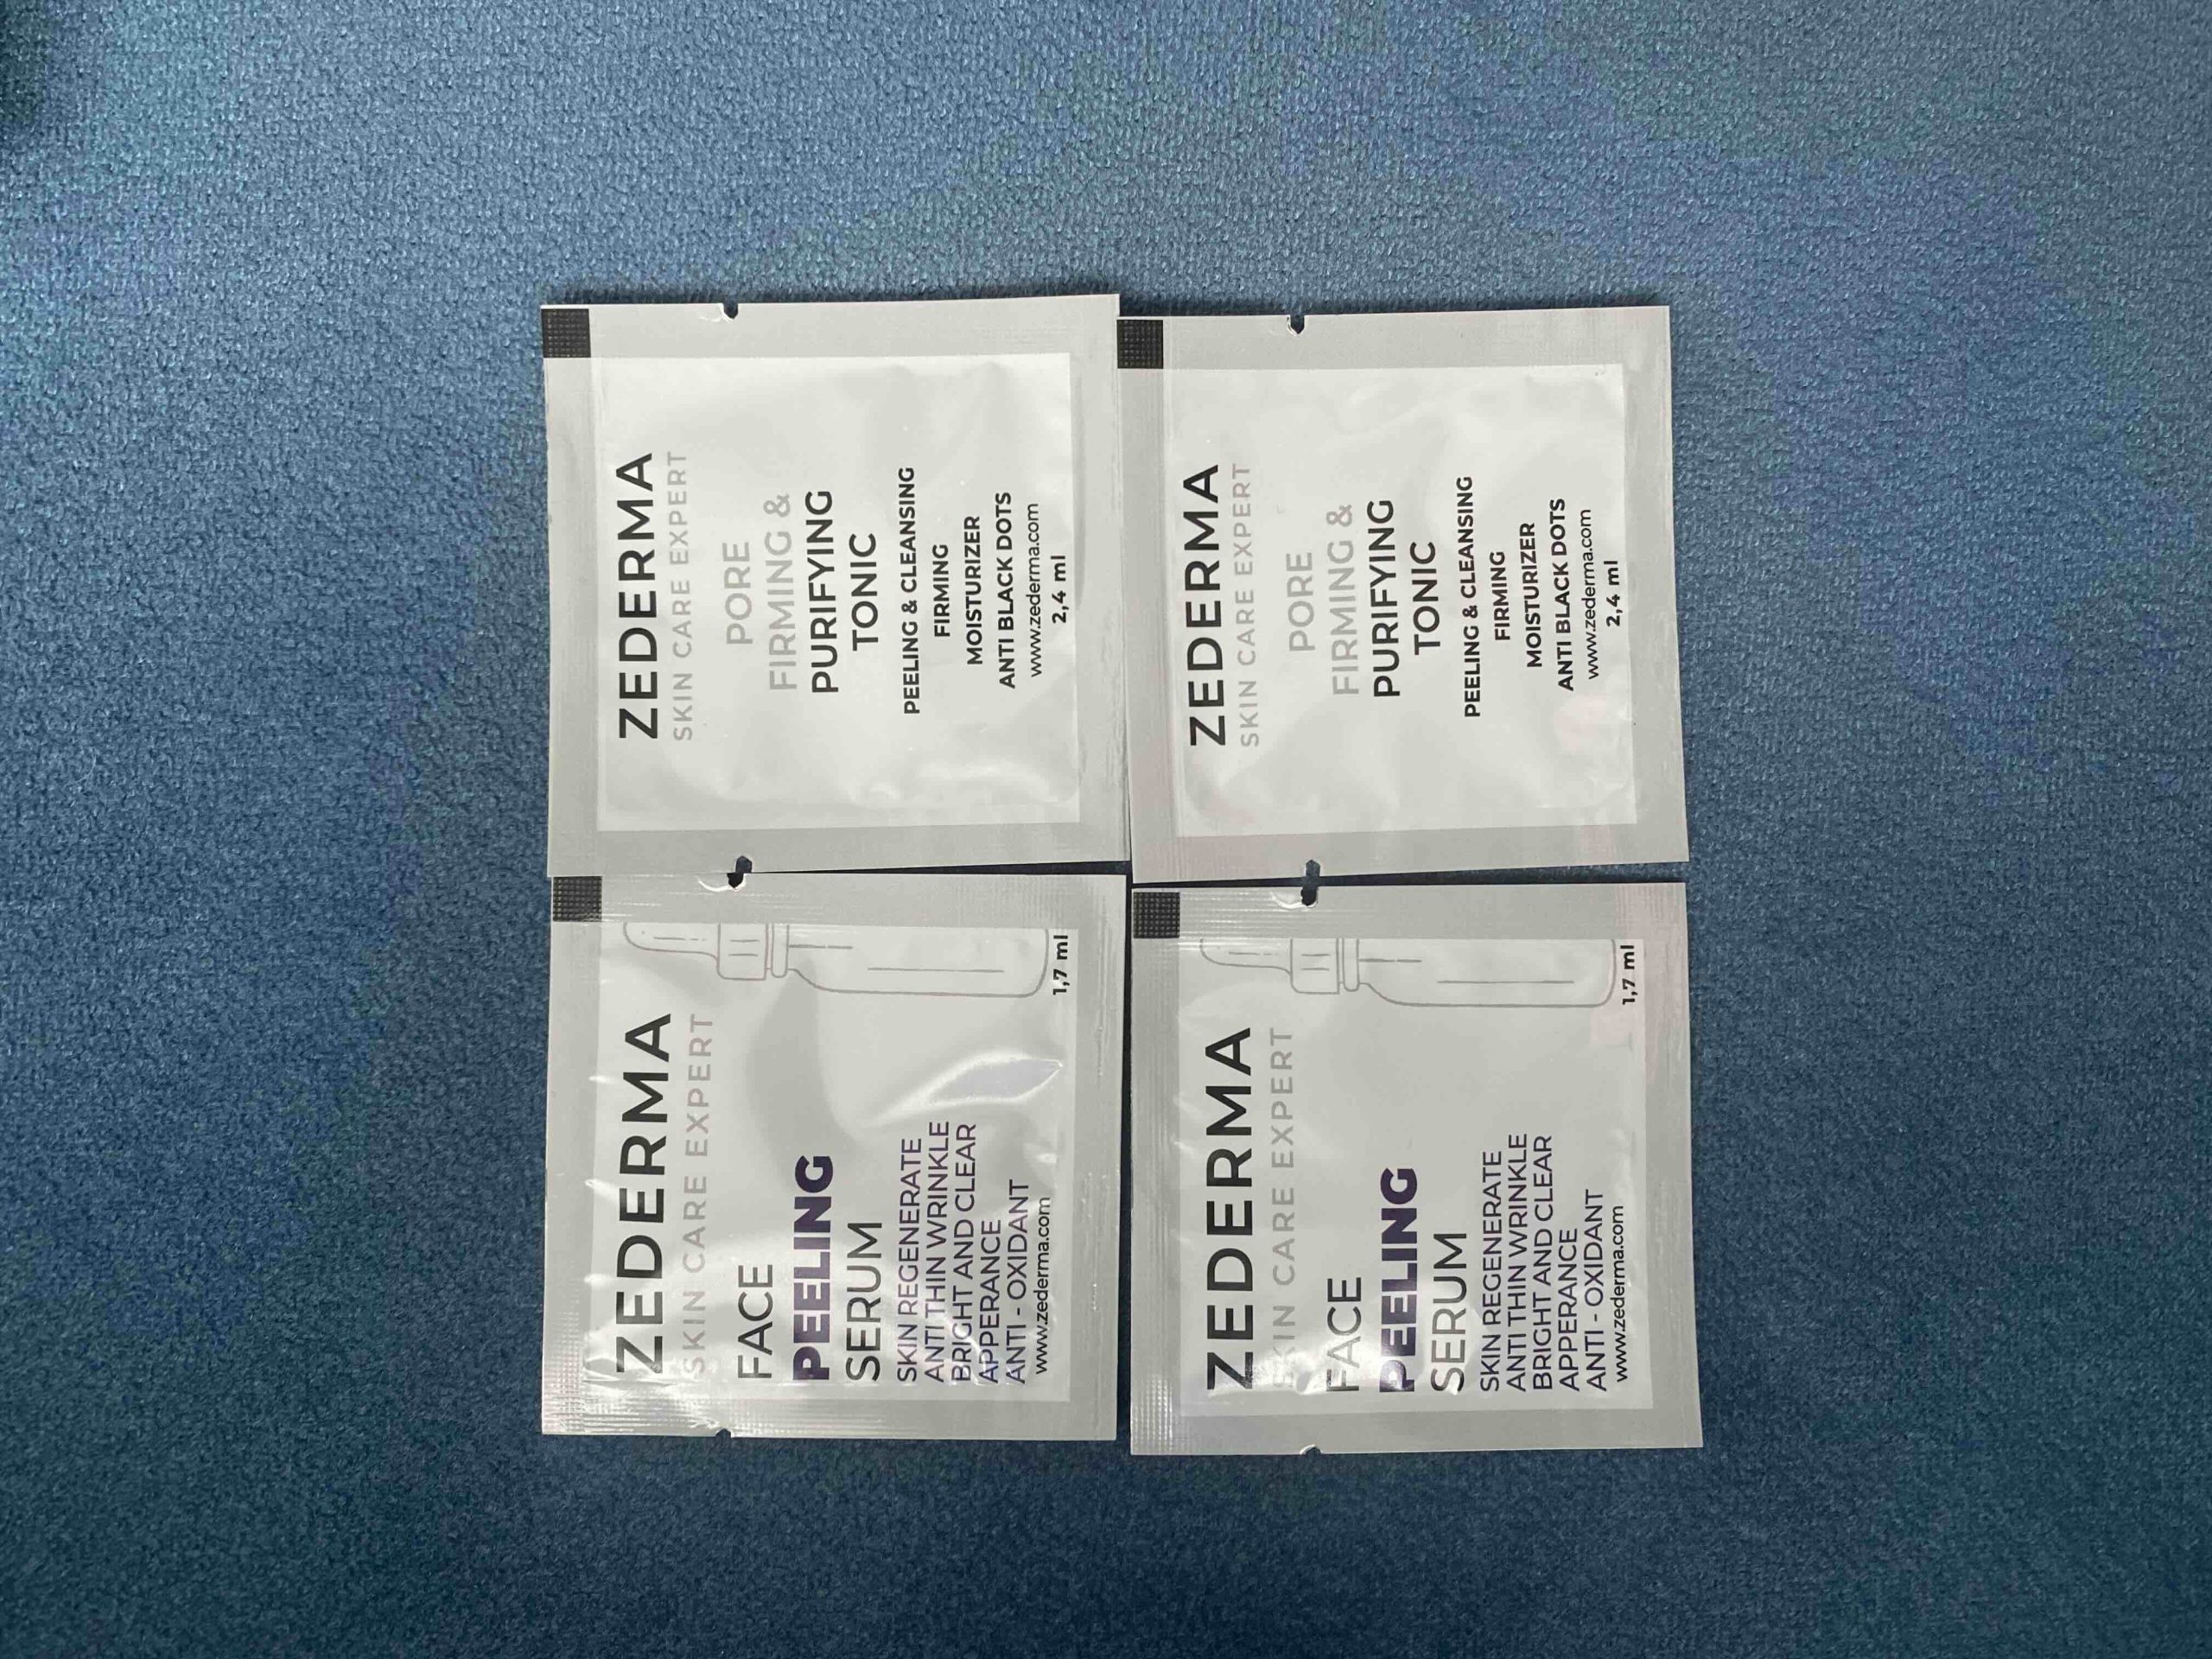 ZEDERMA
SKIN CARE EXPERT
FACE
PEELING
SERUM
SKIN REGENERATE
ANTI THIN WRINKLE
BRIGHT AND CLEAR
APPERANCE
ANTI - OXIDANT
www.zederma.com
1,7 ml
ZEDERMA
SKIN CARE EXPERT
PORE
FIRMING &
PURIFYING
TONIC
PEELING & CLEANSING
FIRMING
MOISTURIZER
ANTI BLACK DOTS
www.zederma.com
2,4 ml
ZEDERMA
SKIN CARE EXPERT
FACE
PEELING
SERUM
SKIN REGENERATE
ANTI THIN WRINKLE
BRIGHT AND CLEAR
APPERANCE
ANTI - OXIDANT
www.zederma.com
1,7 ml
ZEDERMA
SKIN CARE EXPERT
PORE
FIRMING &
PURIFYING
TONIC
PEELING & CLEANSING
FIRMING
MOISTURIZER
ANTI BLACK DOTS
www.zederma.com
2,4 ml